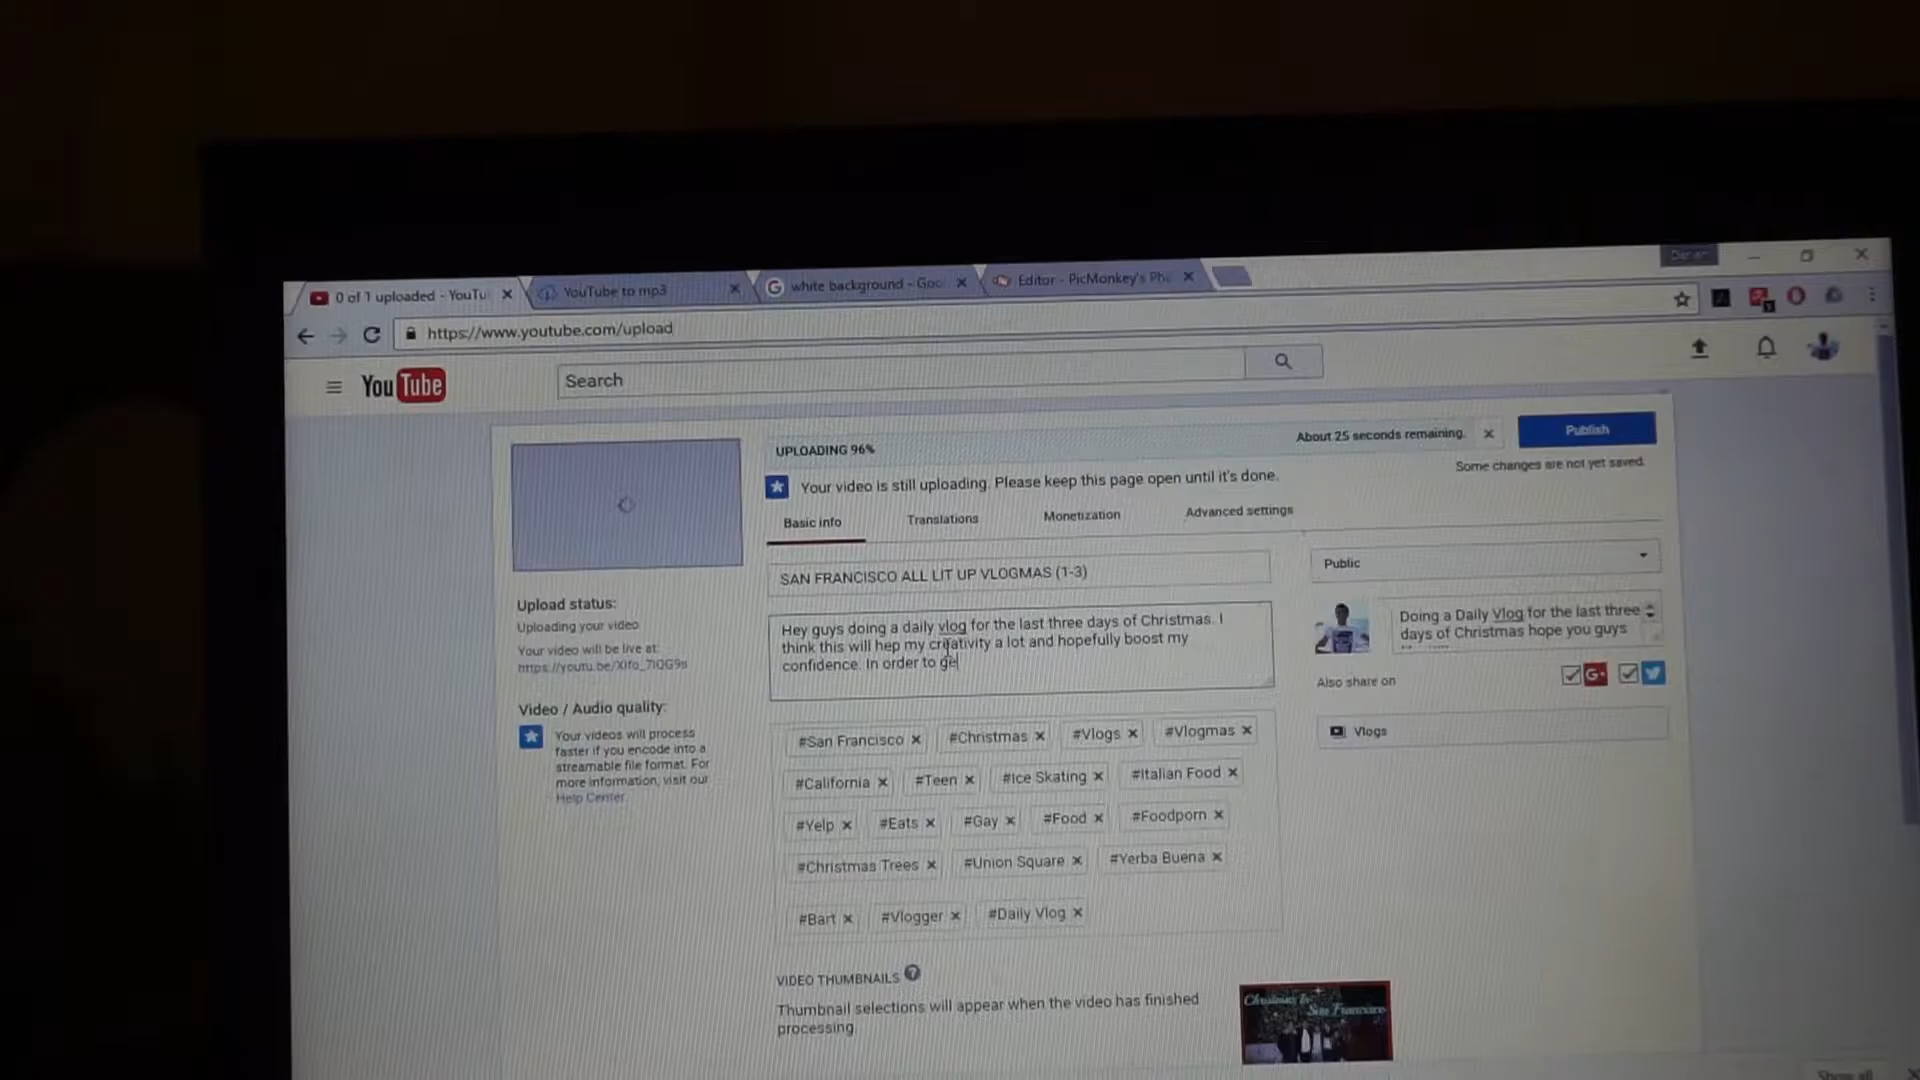 0 of 1 uploaded - YouTu
YouTube to mp3
white background - Goo
Editor - PicMonkey's Pho
https://www.youtube.com/upload
YouTube
Search
UPLOADING 96%
About 25 seconds remaining.
Publish
Your video is still uploading. Please keep this page open until it's done.
Some changes are not yet saved.
Basic info
Translations
Monetization
Advanced settings
SAN FRANCISCO ALL LIT UP VLOGMAS (1-3)
Public
Upload status:
Uploading your video
Your video will be live at:
Hey guys doing a daily vlog for the last three days of Christmas. I
think this will hep my creativity a lot and hopefully boost my
confidence. In order to ge
Doing a Daily Vlog for the last three
days of Christmas hope you guys
Also share on
G+
Video / Audio quality:
Your videos will process
faster if you encode into a
streamable file format. For
more information, visit our
Help Center.
#San Francisco
#Christmas
#Vlogs
#Vlogmas
Vlogs
#California
#Teen
#Ice Skating
#Italian Food
#Yelp
#Eats
#Gay
#Food
#Foodporn
#Christmas Trees
#Union Square
#Yerba Buena
#Bart
#Vlogger
#Daily Vlog
VIDEO THUMBNAILS ?
Thumbnail selections will appear when the video has finished
processing.
Christmas In
San Francisco
Show all